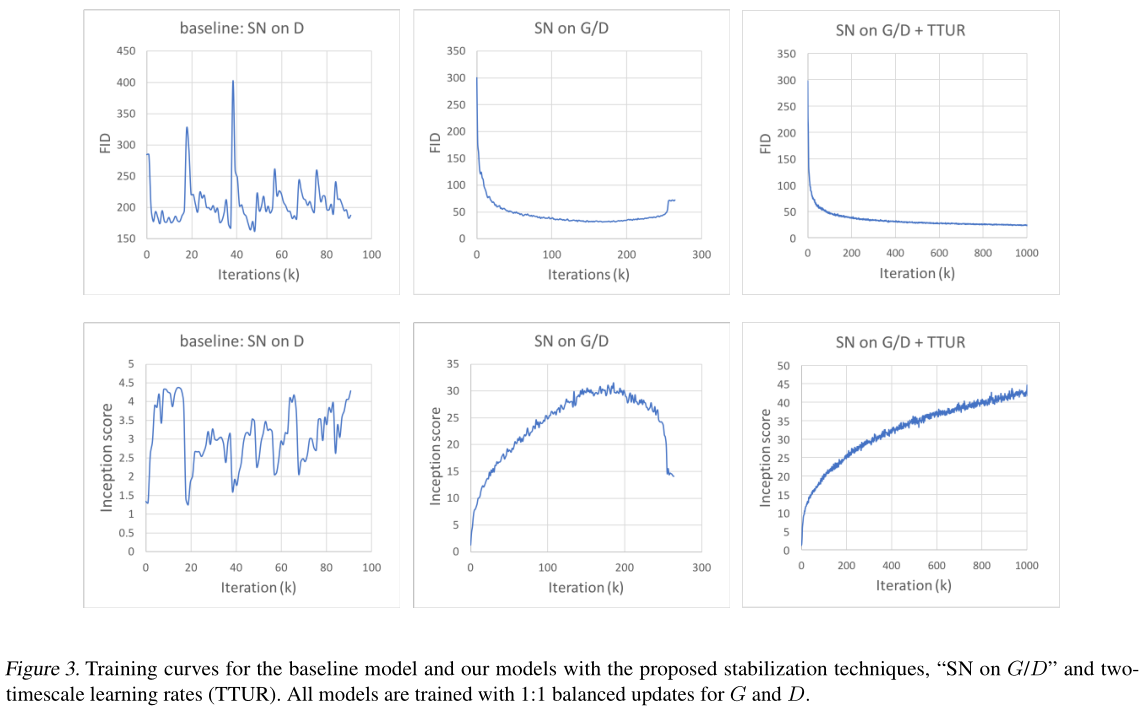 baseline: SN on D
450
400
350
300
250
200
150
FID
0 20 40 60 80 100
Iterations (k)
SN on G/D
350
300
250
200
150
100
50
0
FID
0 100 200 300
Iterations (k)
SN on G/D + TTUR
350
300
250
200
150
100
50
0
FID
0 200 400 600 800 1000
Iteration (k)
baseline: SN on D
5
4.5
4
3.5
3
2.5
2
1.5
1
0.5
0
Inception score
0 20 40 60 80 100
Iteration (k)
SN on G/D
35
30
25
20
15
10
5
0
Inception score
0 100 200 300
Iteration (k)
SN on G/D + TTUR
50
45
40
35
30
25
20
15
10
5
0
Inception score
0 200 400 600 800 1000
Iteration (k)
Figure 3. Training curves for the baseline model and our models with the proposed stabilization techniques, “SN on G/D” and two-
timescale learning rates (TTUR). All models are trained with 1:1 balanced updates for G and D.